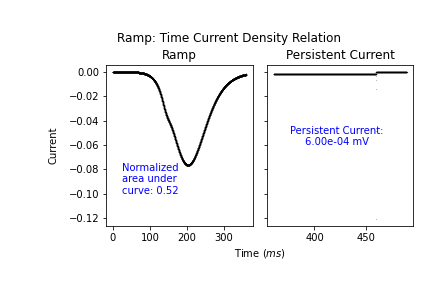 Ramp: Time Current Density Relation
Ramp
Persistent Current
0.00
−0.02
−0.04
−0.06
−0.08
−0.10
−0.12
Current
Normalized
area under
curve: 0.52
Persistent Current:
6.00e-04 mV
0
100
200
300
400
450
Time (ms)